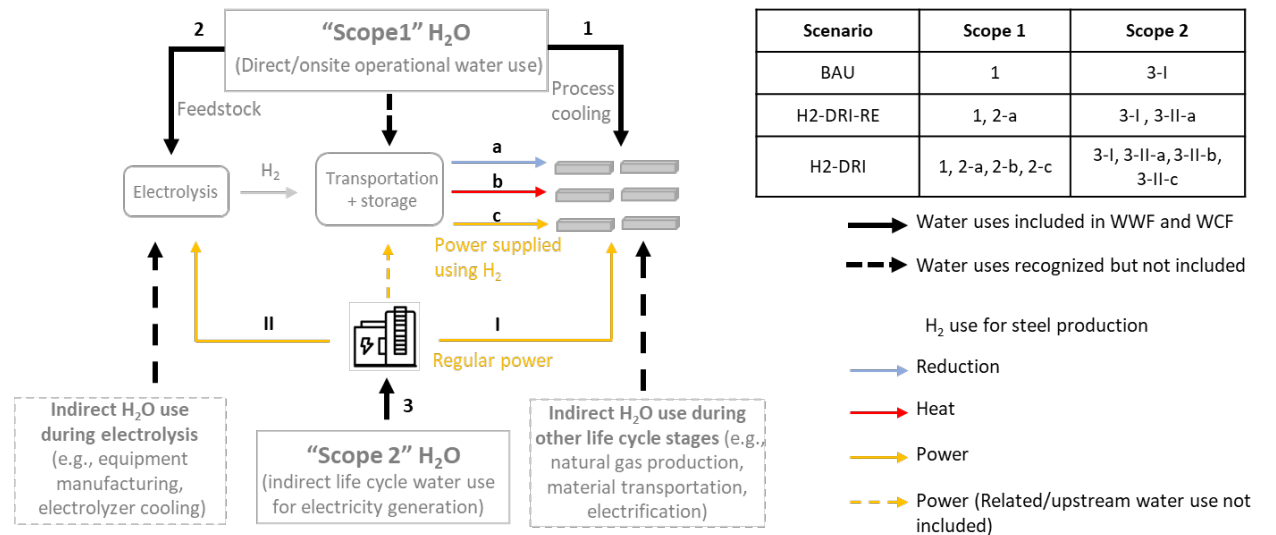 2
“Scope1” H₂O
(Direct/onsite operational water use)
1
Feedstock
Process
cooling
Electrolysis
H₂
Transportation
+ storage
a
b
c
Power supplied
using H₂
II
I
Regular power
3
Indirect H₂O use
during electrolysis
(e.g., equipment
manufacturing,
electrolyzer cooling)
“Scope 2” H₂O
(indirect life cycle water use
for electricity generation)
Indirect H₂O use during
other life cycle stages (e.g.,
natural gas production,
material transportation,
electrification)
Scenario Scope 1 Scope 2
BAU 1 3-I
H2-DRI-RE 1, 2-a 3-I , 3-II-a
H2-DRI 1, 2-a, 2-b, 2-c 3-I, 3-II-a, 3-II-b,
3-II-c
Water uses included in WWF and WCF
Water uses recognized but not included
H₂ use for steel production
Reduction
Heat
Power
Power (Related/upstream water use not
included)